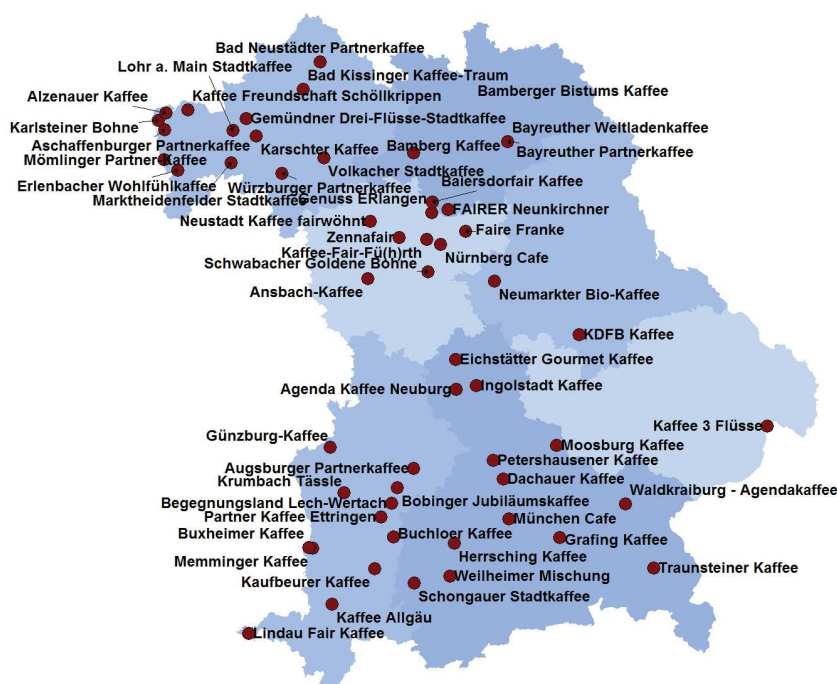 Bad Neustädter Partnerkaffee
Lohr a. Main Stadtkaffee
Bad Kissinger Kaffee-Traum
Bamberger Bistums Kaffee
Alzenauer Kaffee
Kaffee Freundschaft Schöllkrippen
Gemündner Drei-Flüsse-Stadtkaffee
Karlsteiner Bohne
Bayreuther Weltladenkaffee
Aschaffenburger Partnerkaffee
Karschter Kaffee
Bamberg Kaffee
Bayreuther Partnerkaffee
Mömlinger Partner-Kaffee
Volkacher Stadtkaffee
Erlenbacher Wohlfühlkaffee
Würzburger Partnerkaffee
Baiersdorfair Kaffee
Marktheidenfelder Stadtkaffee
Genuss ERlangen
FAIRER Neunkirchner
Neustadt Kaffee fairwöhnt
Faire Franke
Zennafair
Kaffee-Fair-Fü(h)rth
Nürnberg Cafe
Schwabacher Goldene Bohne
Ansbach-Kaffee
Neumarkter Bio-Kaffee
KDFB Kaffee
Eichstätter Gourmet Kaffee
Agenda Kaffee Neuburg
Ingolstadt Kaffee
Kaffee 3 Flüsse
Günzburg-Kaffee
Moosburg Kaffee
Augsburger Partnerkaffee
Petershausener Kaffee
Krumbach Tässle
Dachauer Kaffee
Waldkraiburg - Agendakaffee
Begegnungsland Lech-Wertach
Bobinger Jubiläumskaffee
Partner Kaffee Ettringen
München Cafe
Buxheimer Kaffee
Buchloer Kaffee
Grafing Kaffee
Herrsching Kaffee
Memminger Kaffee
Traunsteiner Kaffee
Kaufbeurer Kaffee
Weilheimer Mischung
Schongauer Stadtkaffee
Kaffee Allgäu
Lindau Fair Kaffee